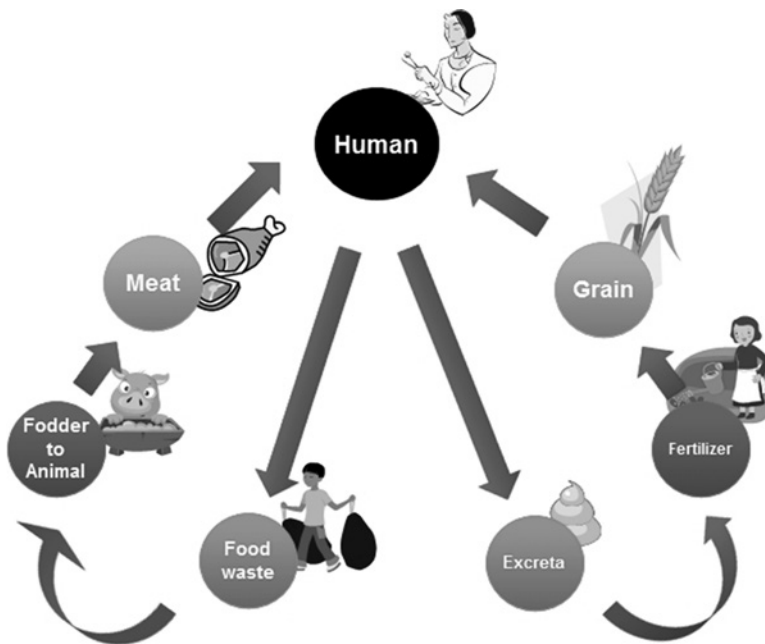 Human
Meat
Grain
Fodder
to
Animal
Fertilizer
Food
waste
Excreta